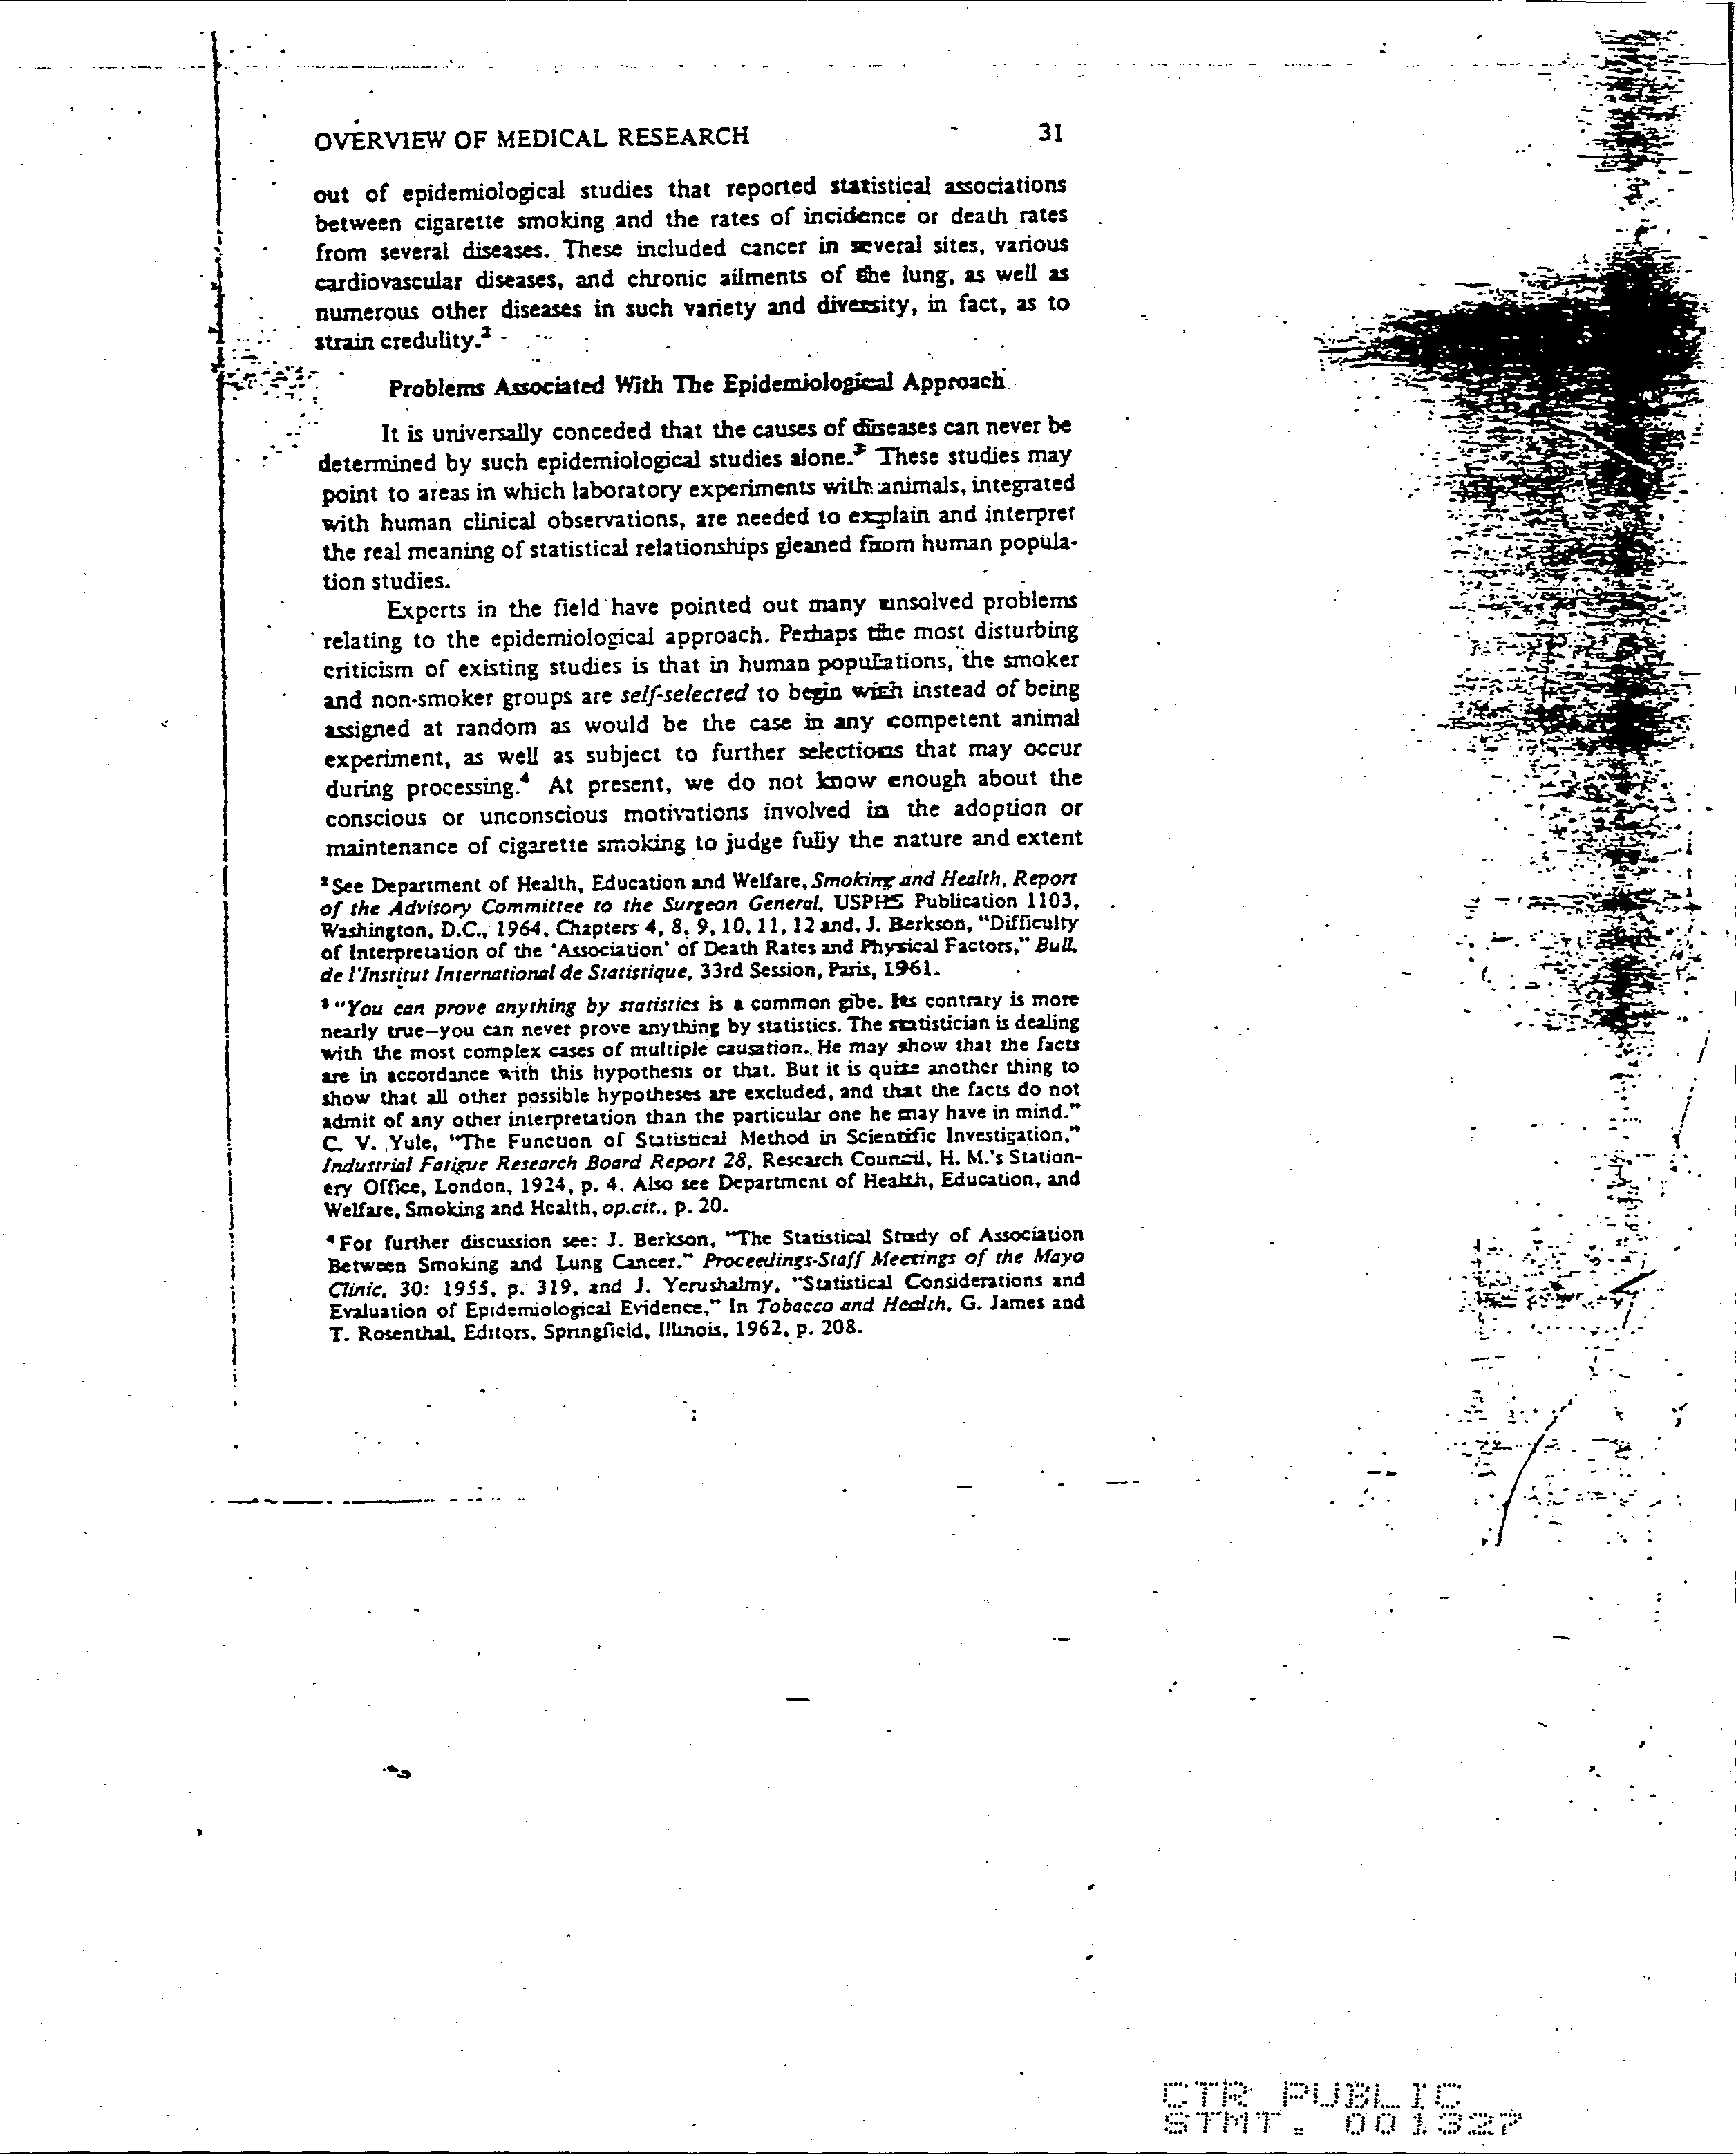 OVERVIEW OF MEDICAL RESEARCH 31
out of epidemiological studies that reported statistical associations
between cigarette smoking and the rates of incidence or death rates
from several diseases. These included cancer in several sites, various
cardiovascular diseases, and chronic ailments of the lung, as well as
numerous other diseases in such variety and diversity, in fact, as to
strain credulity.²
Problems Associated With The Epidemiological Approach
It is universally conceded that the causes of diseases can never be
determined by such epidemiological studies alone.³ These studies may
point to areas in which laboratory experiments with animals, integrated
with human clinical observations, are needed to explain and interpret
the real meaning of statistical relationships gleaned from human popula-
tion studies.
Experts in the field have pointed out many unsolved problems
relating to the epidemiological approach. Perhaps the most disturbing
criticism of existing studies is that in human populations, the smoker
and non-smoker groups are self-selected to begin with instead of being
assigned at random as would be the case in any competent animal
experiment, as well as subject to further selections that may occur
during processing.⁴ At present, we do not know enough about the
conscious or unconscious motivations involved in the adoption or
maintenance of cigarette smoking to judge fully the nature and extent
² See Department of Health, Education and Welfare, Smoking and Health, Report
of the Advisory Committee to the Surgeon General, USPHS Publication 1103,
Washington, D.C., 1964, Chapters 4, 8, 9, 10, 11, 12 and, J. Berkson, "Difficulty
of Interpretation of the 'Association' of Death Rates and Physical Factors," Bull.
de l'Institut International de Statistique, 33rd Session, Paris, 1961.
³ "You can prove anything by statistics is a common gibe. Its contrary is more
nearly true—you can never prove anything by statistics. The statistician is dealing
with the most complex cases of multiple causation. He may show that the facts
are in accordance with this hypothesis or that. But it is quite another thing to
show that all other possible hypotheses are excluded, and that the facts do not
admit of any other interpretation than the particular one he may have in mind."
C. V. Yule, "The Function of Statistical Method in Scientific Investigation,"
Industrial Fatigue Research Board Report 28, Research Council, H. M.'s Station-
ery Office, London, 1924, p. 4. Also see Department of Health, Education, and
Welfare, Smoking and Health, op.cit., p. 20.
⁴ For further discussion see: J. Berkson, "The Statistical Study of Association
Between Smoking and Lung Cancer." Proceedings-Staff Meetings of the Mayo
Clinic, 30: 1955, p. 319, and J. Yerushalmy, "Statistical Considerations and
Evaluation of Epidemiological Evidence," In Tobacco and Health, G. James and
T. Rosenthal, Editors, Springfield, Illinois, 1962, p. 208.
CTR PUBLIC
STMT. 001327